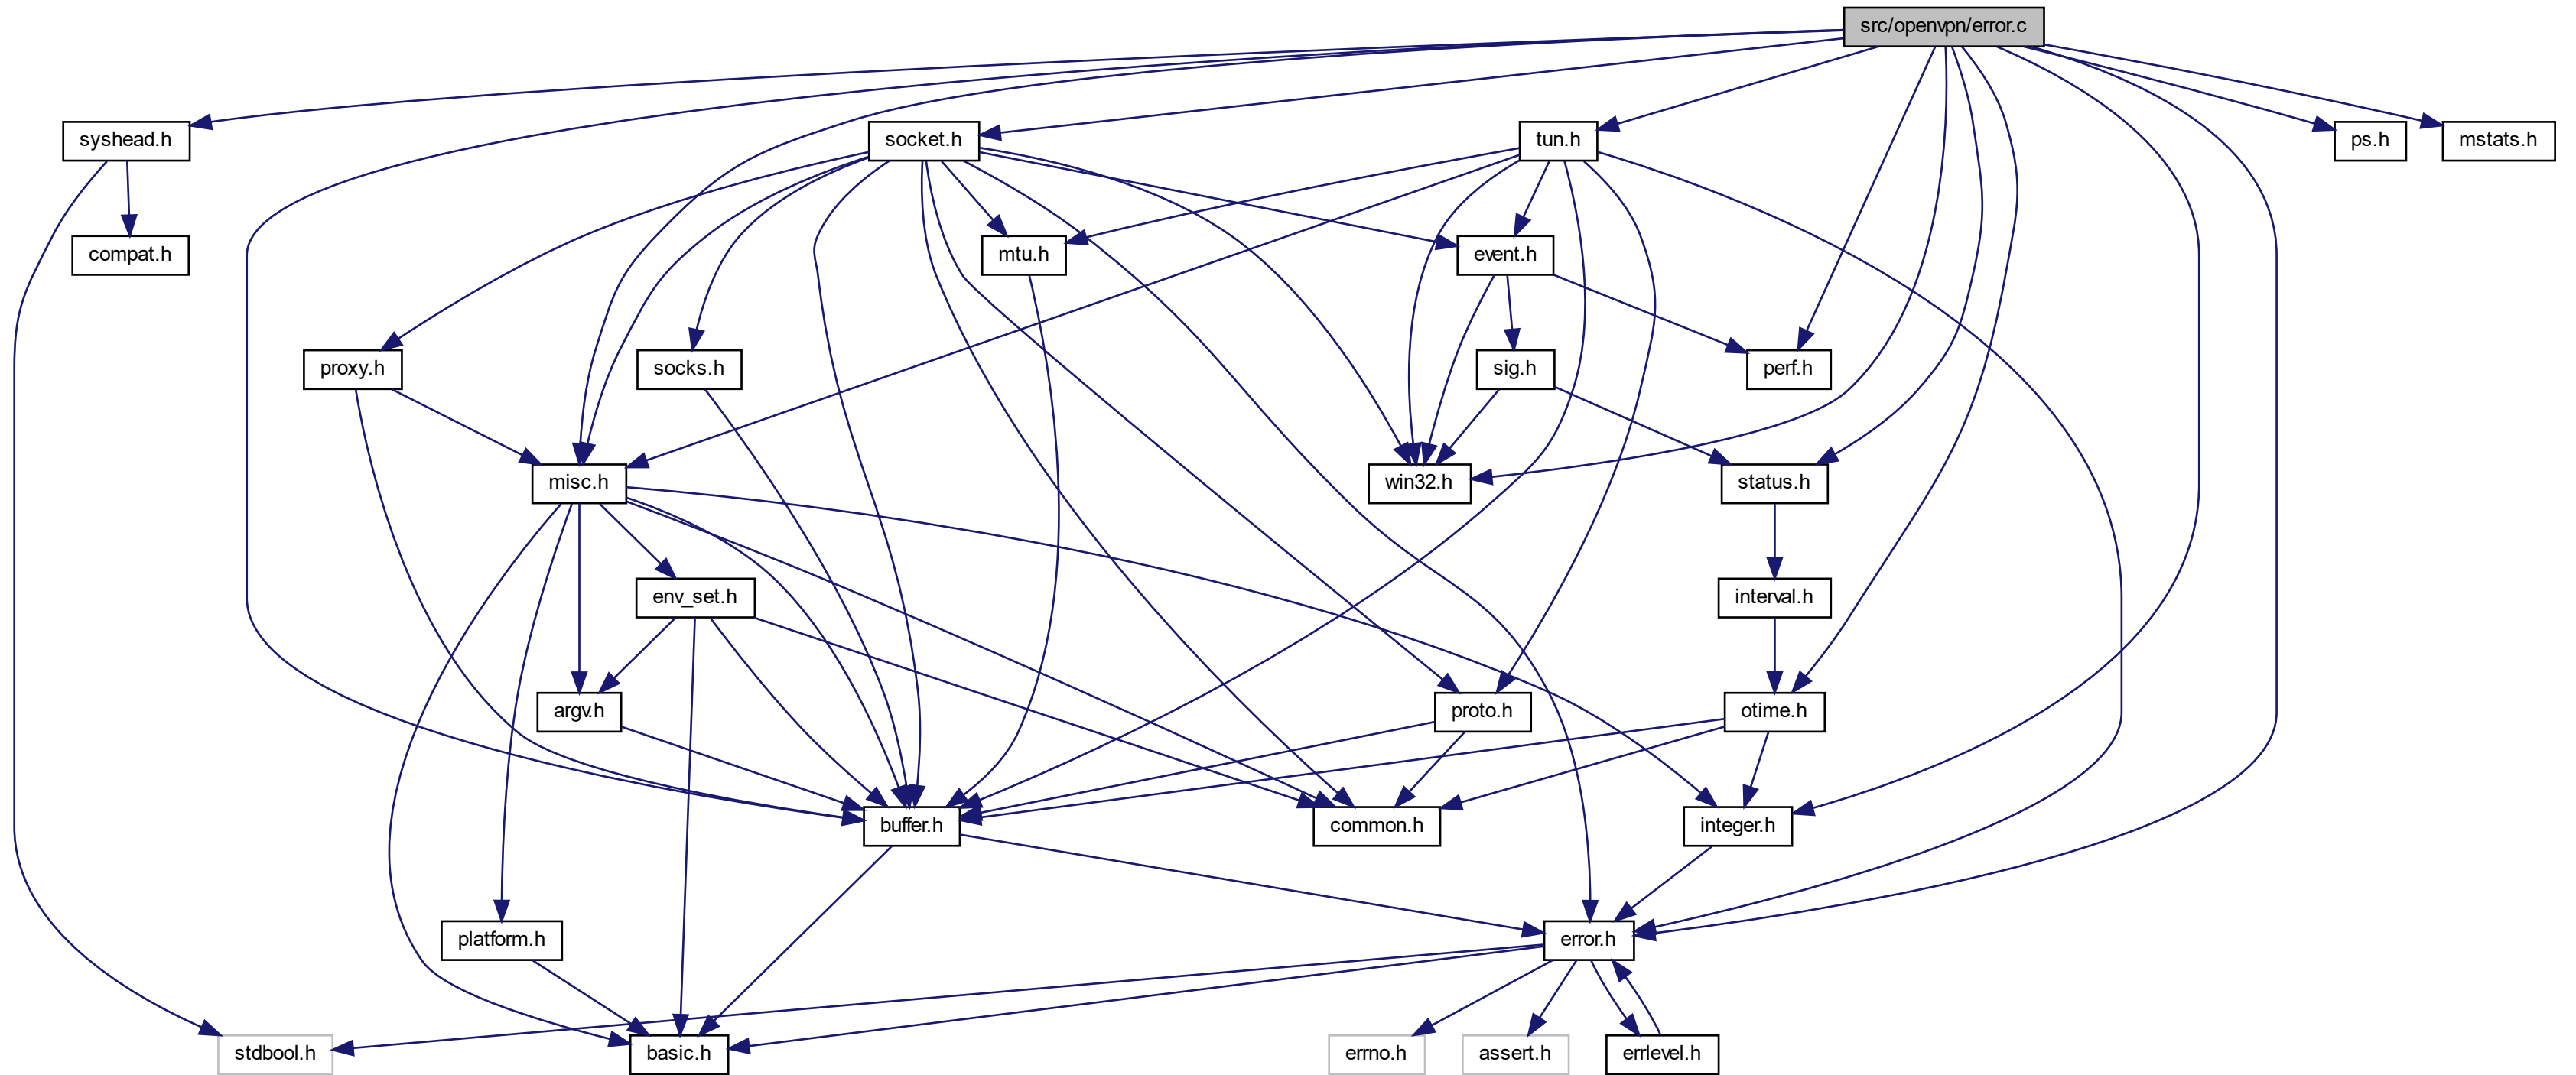 src/openvpn/error.c
syshead.h
socket.h
tun.h
ps.h
mstats.h
compat.h
mtu.h
event.h
proxy.h
socks.h
sig.h
perf.h
misc.h
win32.h
status.h
env_set.h
interval.h
argv.h
proto.h
otime.h
buffer.h
common.h
integer.h
platform.h
error.h
stdbool.h
basic.h
errno.h
assert.h
errlevel.h